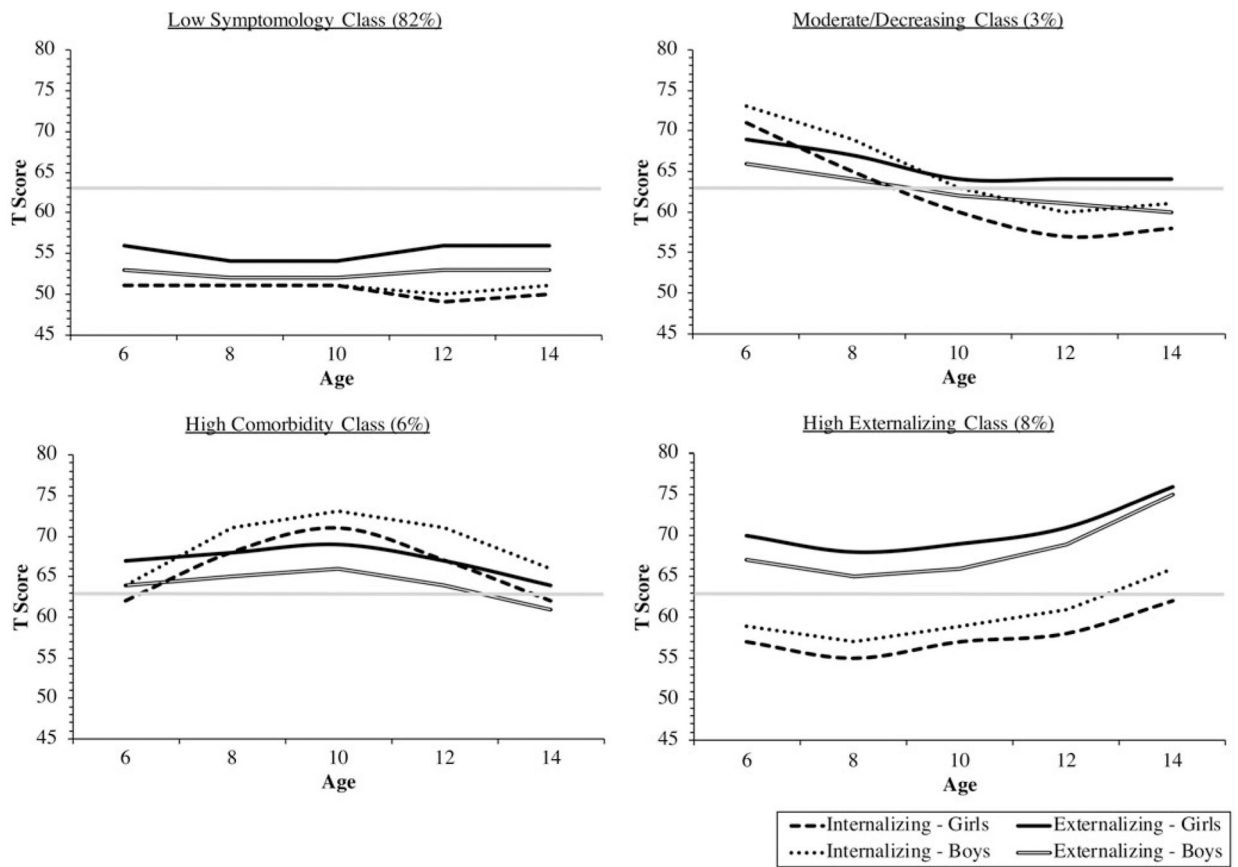 Low Symptomology Class (82%)
80
75
70
65
60
55
50
45
T Score
6 8 10 12 14
Age
Moderate/Decreasing Class (3%)
80
75
70
65
60
55
50
45
T Score
6 8 10 12 14
Age
High Comorbidity Class (6%)
80
75
70
65
60
55
50
45
T Score
6 8 10 12 14
Age
High Externalizing Class (8%)
80
75
70
65
60
55
50
45
T Score
6 8 10 12 14
Age
Internalizing - Girls Externalizing - Girls
Internalizing - Boys Externalizing - Boys